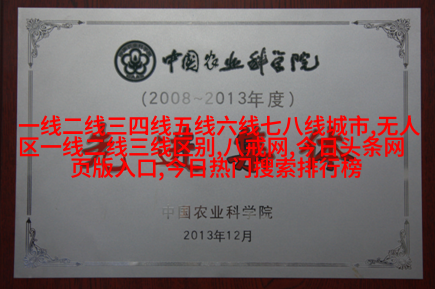 中国农业科学院
(2008~2013年度)
一线二线三四线五线六线七八线城市,无人
区一线二线三线区别,八戒网,今日头条网
页版入口,今日热门搜索排行榜
中国农业科学院
2013年12月